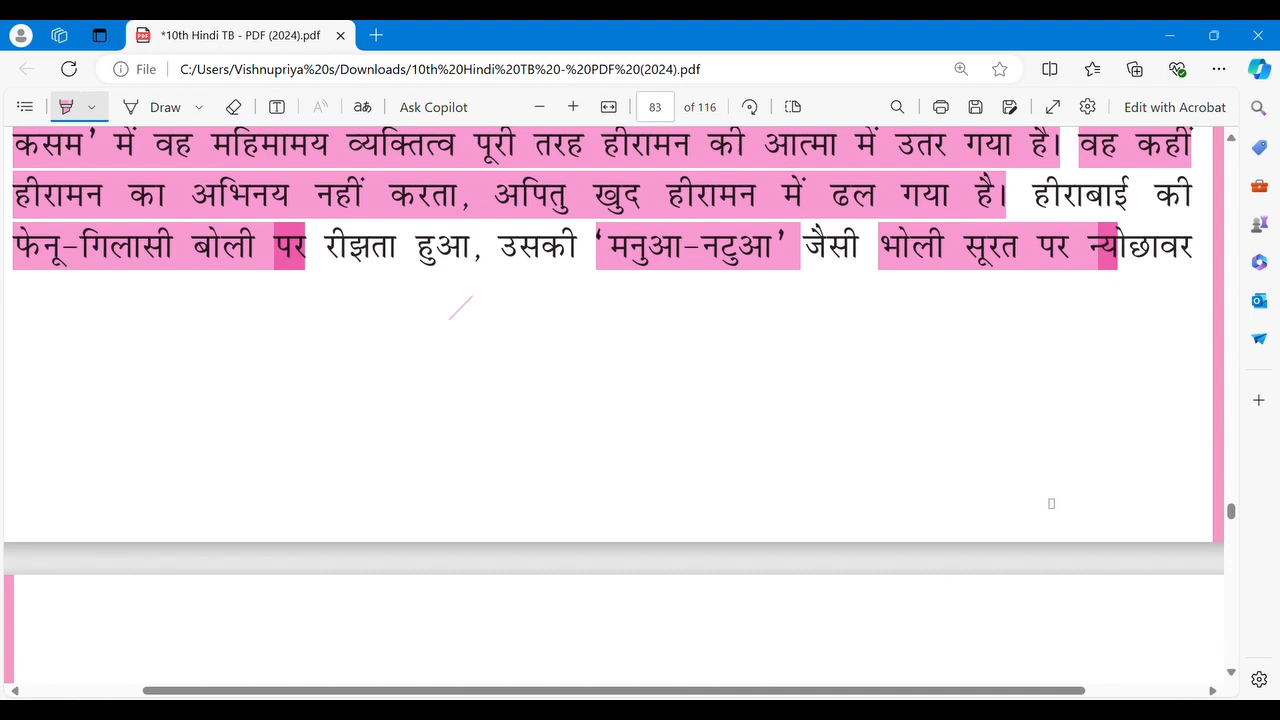 *10th Hindi TB - PDF (2024).pdf
File C:/Users/Vishnupriya%20s/Downloads/10th%20Hindi%20TB%20-%20PDF%20(2024).pdf
Draw Ask Copilot 83 of 116 Edit with Acrobat
कसम’ में वह महिमामय व्यक्तित्व पूरी तरह हीरामन की आत्मा में उतर गया है। वह कहीं
हीरामन का अभिनय नहीं करता, अपितु खुद हीरामन में ढल गया है। हीराबाई की
फेनू-गिलासी बोली पर रीझता हुआ, उसकी ‘मनुआ-नटुआ’ जैसी भोली सूरत पर न्योछावर